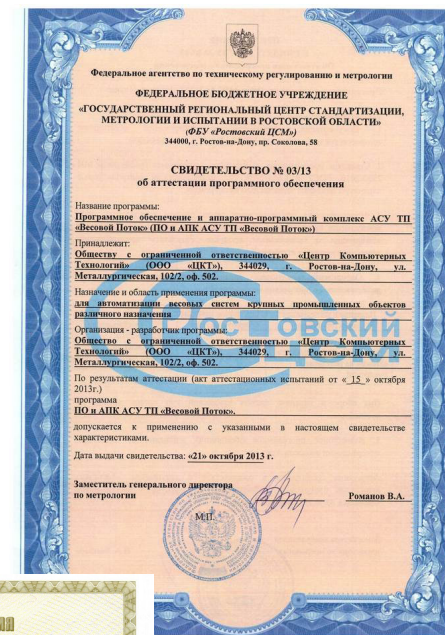 Федеральное агентство по техническому регулированию и метрологии
ФЕДЕРАЛЬНОЕ БЮДЖЕТНОЕ УЧРЕЖДЕНИЕ
«ГОСУДАРСТВЕННЫЙ РЕГИОНАЛЬНЫЙ ЦЕНТР СТАНДАРТИЗАЦИИ,
МЕТРОЛОГИИ И ИСПЫТАНИИ В РОСТОВСКОЙ ОБЛАСТИ»
(ФБУ «Ростовский ЦСМ»)
344000, г. Ростов-на-Дону, пр. Соколова, 58
СВИДЕТЕЛЬСТВО № 03/13
об аттестации программного обеспечения
Название программы:
Программное обеспечение и аппаратно-программный комплекс АСУ ТП
«Весовой Поток» (ПО и АПК АСУ ТП «Весовой Поток»)
Принадлежит:
Обществу с ограниченной ответственностью «Центр Компьютерных
Технологий» (ООО «ЦКТ»), 344029, г. Ростов-на-Дону, ул.
Металлургическая, 102/2, оф. 502.
Назначение и область применения программы:
для автоматизации весовых систем крупных промышленных объектов
различного назначения
Организация - разработчик программы:
Общество с ограниченной ответственностью «Центр Компьютерных
Технологий» (ООО «ЦКТ»), 344029, г. Ростов-на-Дону, ул.
Металлургическая, 102/2, оф. 502.
По результатам аттестации (акт аттестационных испытаний от « 15 » октября
2013г.)
программа
ПО и АПК АСУ ТП «Весовой Поток».
допускается к применению с указанными в настоящем свидетельстве
характеристиками.
Дата выдачи свидетельства: «21» октября 2013 г.
Заместитель генерального директора
по метрологии Романов В.А.
М.П.